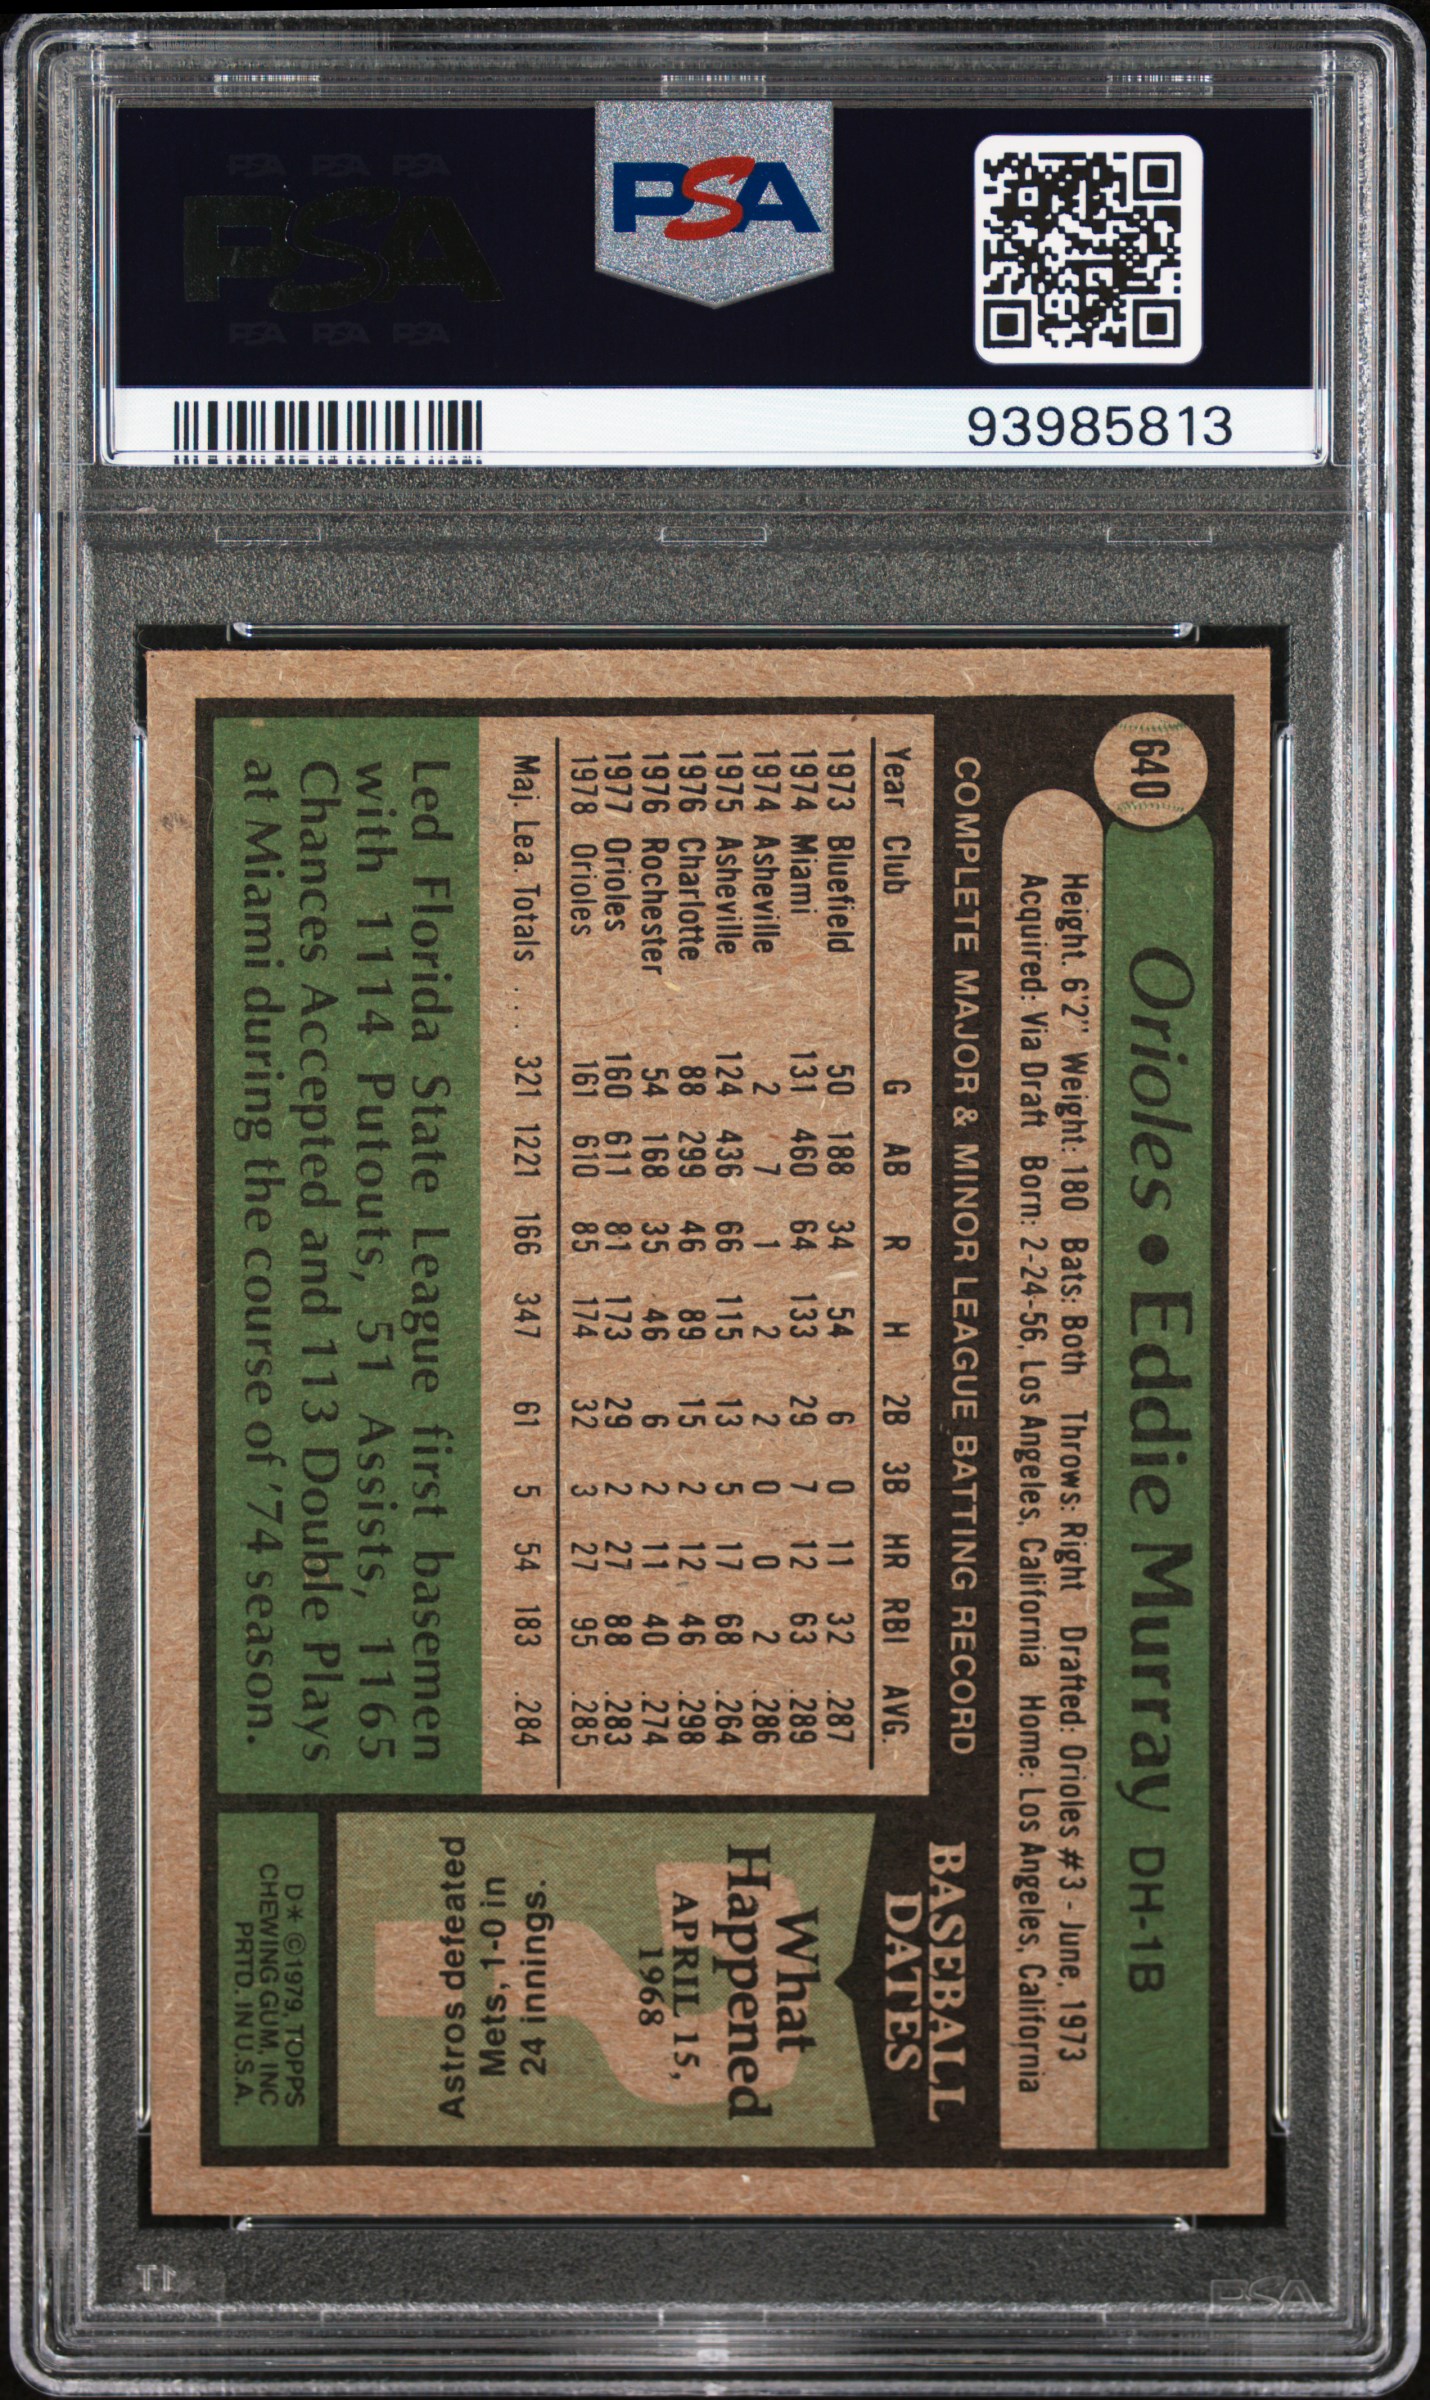 PSA PSA PSA
PSA
PSA PSA PSA
PSA
93985813
640
Orioles • Eddie Murray DH-1B
Height. 6'2" Weight: 180 Bats: Both Throws: Right Drafted: Orioles #3 - June, 1973
Acquired: Via Draft Born: 2-24-56, Los Angeles, California Home: Los Angeles, California
COMPLETE MAJOR & MINOR LEAGUE BATTING RECORD
Year Club G AB R H 2B 3B HR RBI AVG.
1973 Bluefield 50 188 34 54 6 0 11 32 .287
1974 Miami 131 460 64 133 29 7 12 63 .289
1974 Asheville 2 7 1 2 2 0 0 2 .286
1975 Asheville 124 436 66 115 13 5 17 68 .264
1976 Charlotte 88 299 46 89 15 2 12 46 .298
1976 Rochester 54 168 35 46 6 2 11 40 .274
1977 Orioles 160 611 81 173 29 2 27 88 .283
1978 Orioles 161 610 85 174 32 3 27 95 .285
Maj. Lea. Totals . . . 321 1221 166 347 61 5 54 183 .284
Led Florida State League first basemen
with 1114 Putouts, 51 Assists, 1165
Chances Accepted and 113 Double Plays
at Miami during the course of '74 season.
BASEBALL
DATES
What
Happened
APRIL 15,
1968
24 innings.
Mets, 1-0 in
Astros defeated
D* ©1979, TOPPS
CHEWING GUM, INC
PRTD. IN U.S.A.
1T
PSA